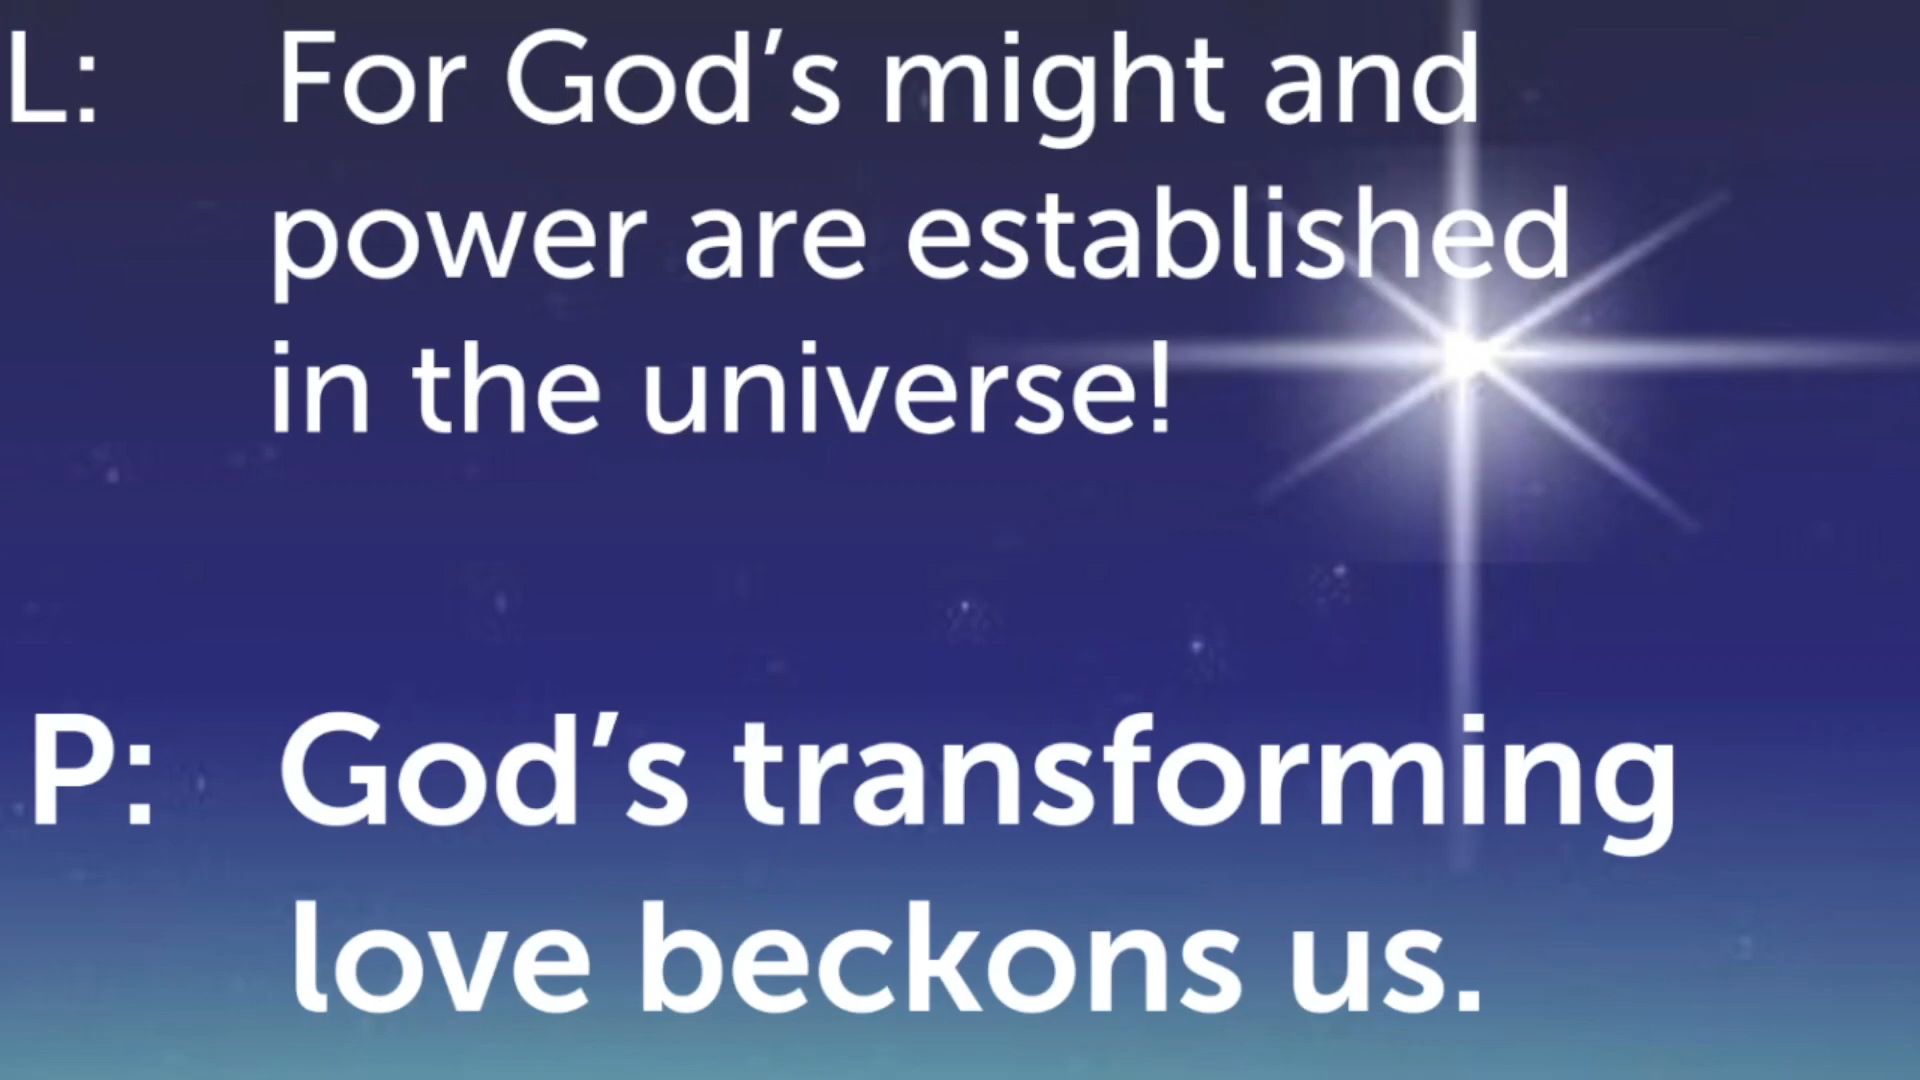 L: For God’s might and
power are established
in the universe!
P: God’s transforming
love beckons us.